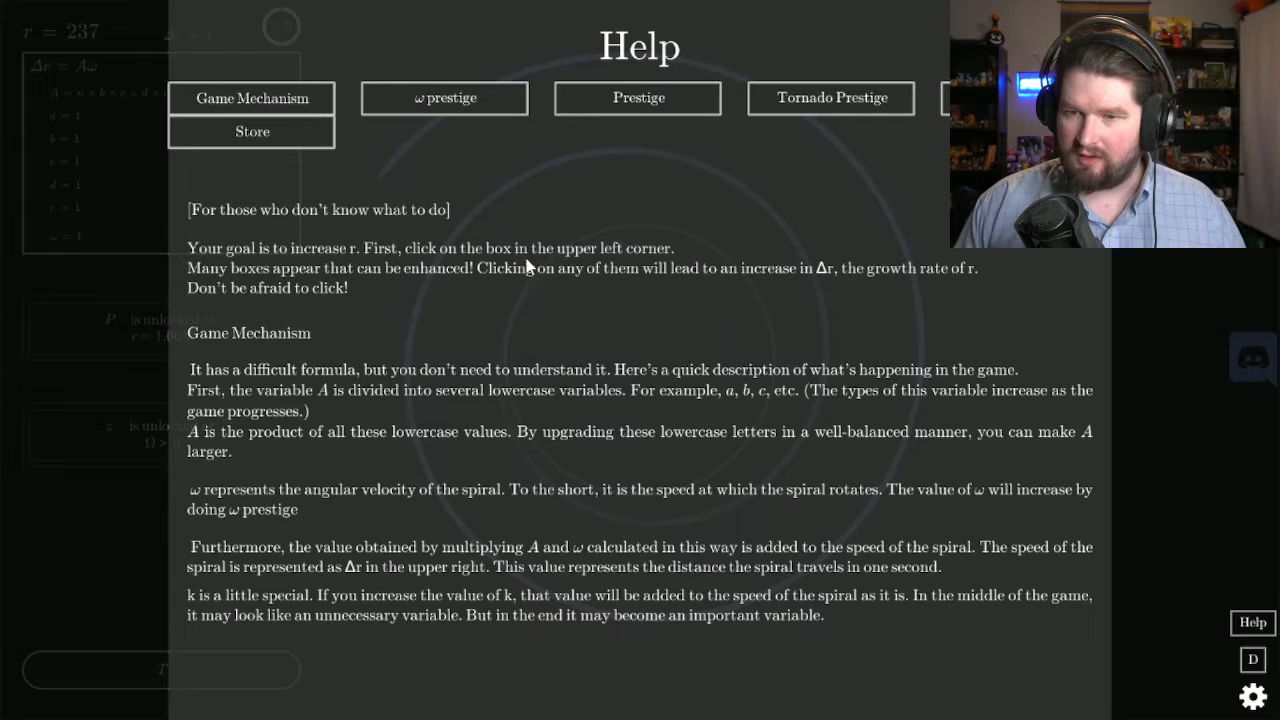 r = 237
Help
Δr = Aω
Game Mechanism
ω prestige
Prestige
Tornado Prestige
Store
a = 1
b = 1
c = 1
d = 1
[For those who don't know what to do]
Your goal is to increase r. First, click on the box in the upper left corner.
Many boxes appear that can be enhanced! Clicking on any of them will lead to an increase in Δr, the growth rate of r.
Don't be afraid to click!
P is unlocked
Game Mechanism
It has a difficult formula, but you don't need to understand it. Here's a quick description of what's happening in the game.
First, the variable A is divided into several lowercase variables. For example, a, b, c, etc. (The types of this variable increase as the
game progresses.)
A is the product of all these lowercase values. By upgrading these lowercase letters in a well-balanced manner, you can make A
larger.
ω represents the angular velocity of the spiral. To the short, it is the speed at which the spiral rotates. The value of ω will increase by
doing ω prestige
Furthermore, the value obtained by multiplying A and ω calculated in this way is added to the speed of the spiral. The speed of the
spiral is represented as Δr in the upper right. This value represents the distance the spiral travels in one second.
k is a little special. If you increase the value of k, that value will be added to the speed of the spiral as it is. In the middle of the game,
it may look like an unnecessary variable. But in the end it may become an important variable.
Help
D